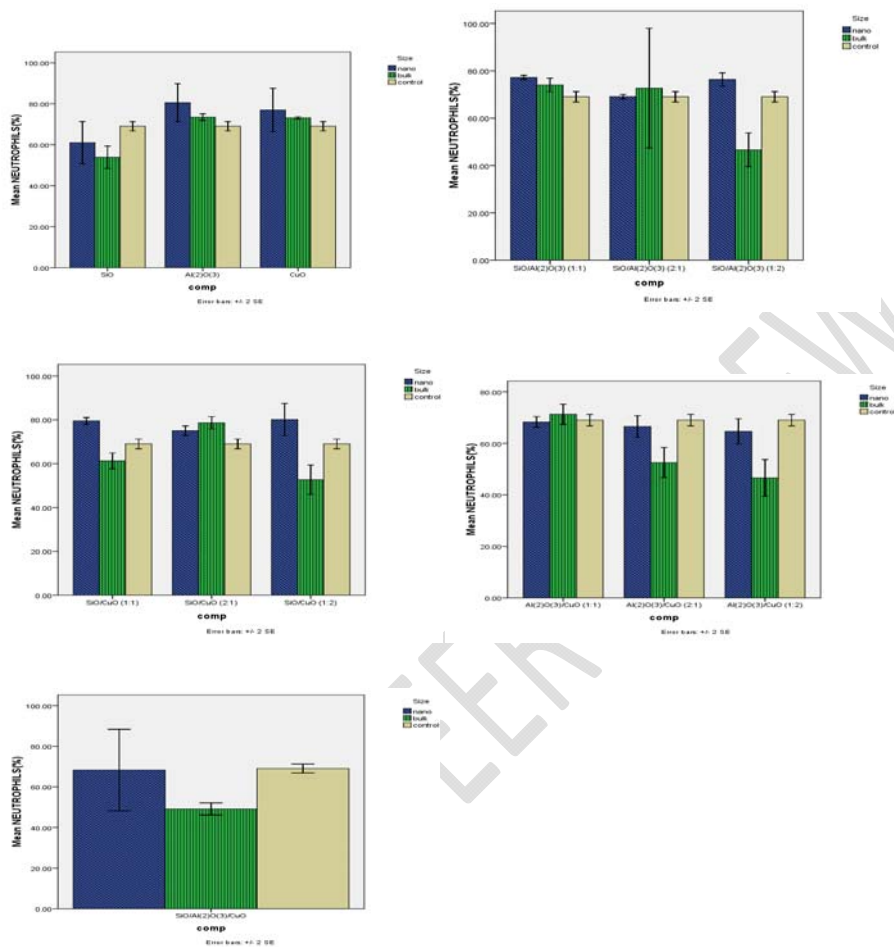 Size
nano
bulk
control
Mean NEUTROPHILS(%)
100.00
80.00
60.00
40.00
20.00
0.00
SiO Al(2)O(3) CuO
comp
Error bars: +/- 2 SE
Size
nano
bulk
control
Mean NEUTROPHILS(%)
100.00
80.00
60.00
40.00
20.00
0.00
SiO/Al(2)O(3) (1:1) SiO/Al(2)O(3) (2:1) SiO/Al(2)O(3) (1:2)
comp
Error bars: +/- 2 SE
Size
nano
bulk
control
Mean NEUTROPHILS(%)
100.00
80.00
60.00
40.00
20.00
0.00
SiO/CuO (1:1) SiO/CuO (2:1) SiO/CuO (1:2)
comp
Error bars: +/- 2 SE
Size
nano
bulk
control
Mean NEUTROPHILS(%)
80.00
60.00
40.00
20.00
0.00
Al(2)O(3)/CuO (1:1) Al(2)O(3)/CuO (2:1) Al(2)O(3)/CuO (1:2)
comp
Error bars: +/- 2 SE
Size
nano
bulk
control
Mean NEUTROPHILS(%)
100.00
80.00
60.00
40.00
20.00
0.00
SiO/Al(2)O(3)/CuO
comp
Error bars: +/- 2 SE